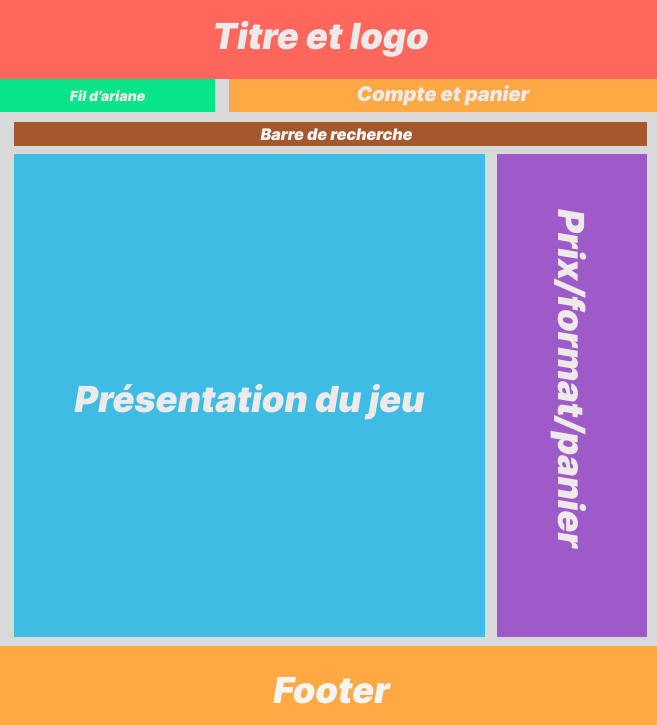 Titre et logo
Fil d'ariane
Compte et panier
Barre de recherche
Présentation du jeu
Prix/format/panier
Footer